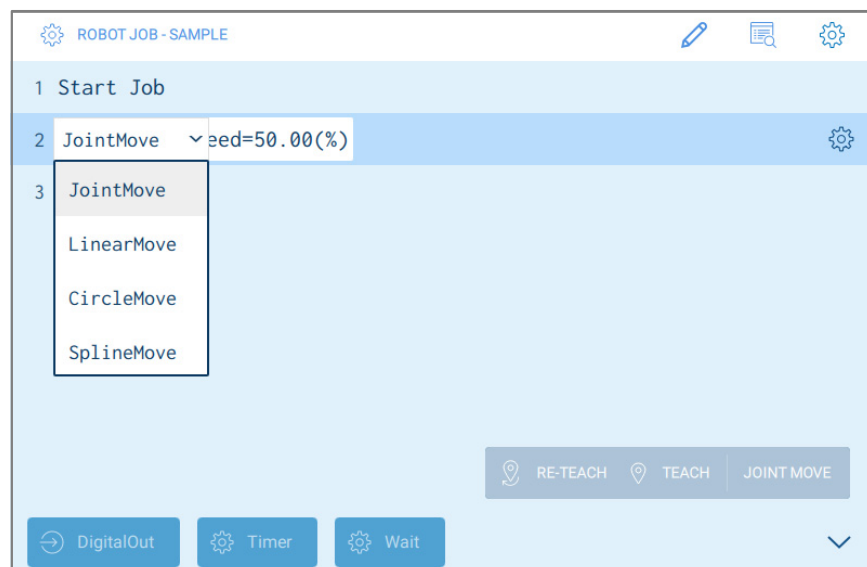 ROBOT JOB - SAMPLE
1 Start Job
2 JointMove eed=50.00(%)
3 JointMove
LinearMove
CircleMove
SplineMove
RE-TEACH TEACH JOINT MOVE
DigitalOut Timer Wait